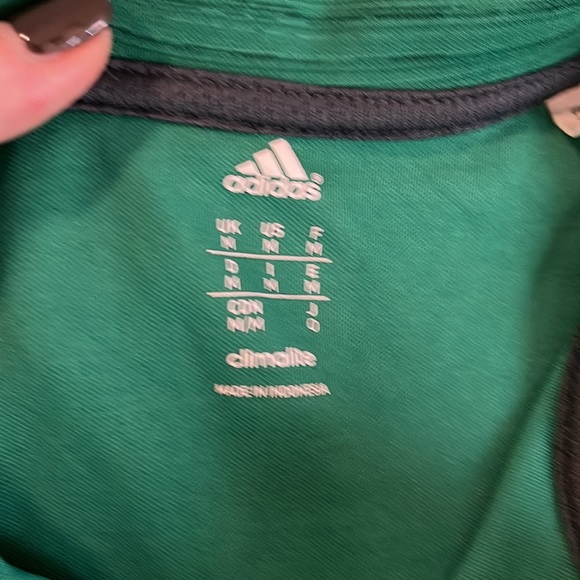 adidas®
UK US F
M M M
D I E
M M M
CDN J
M/M O
climalite
MADE IN INDONESIA